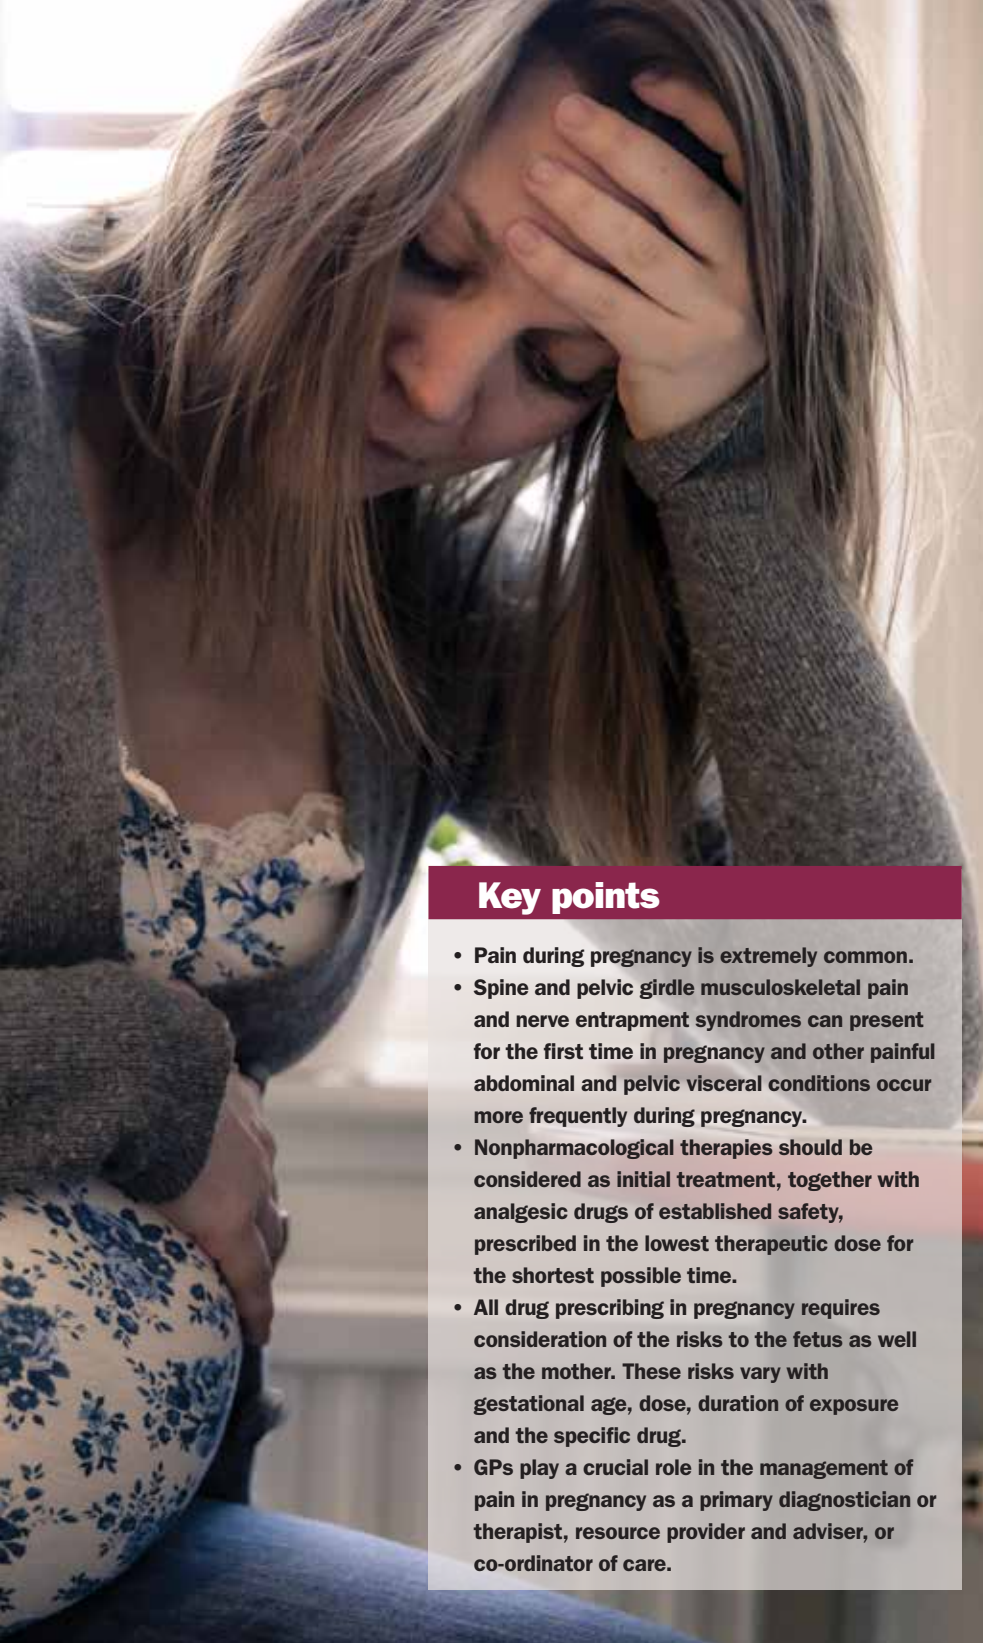 Key points
• Pain during pregnancy is extremely common.
• Spine and pelvic girdle musculoskeletal pain
and nerve entrapment syndromes can present
for the first time in pregnancy and other painful
abdominal and pelvic visceral conditions occur
more frequently during pregnancy.
• Nonpharmacological therapies should be
considered as initial treatment, together with
analgesic drugs of established safety,
prescribed in the lowest therapeutic dose for
the shortest possible time.
• All drug prescribing in pregnancy requires
consideration of the risks to the fetus as well
as the mother. These risks vary with
gestational age, dose, duration of exposure
and the specific drug.
• GPs play a crucial role in the management of
pain in pregnancy as a primary diagnostician or
therapist, resource provider and adviser, or
co-ordinator of care.